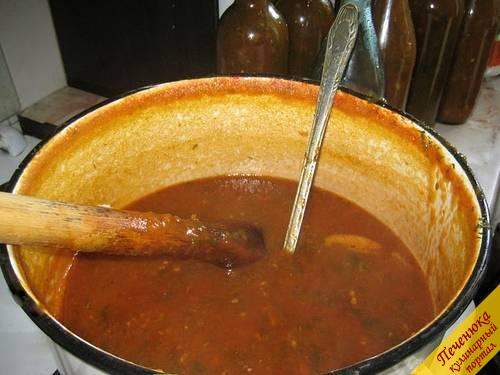 Печенюка
кулинарный
портал